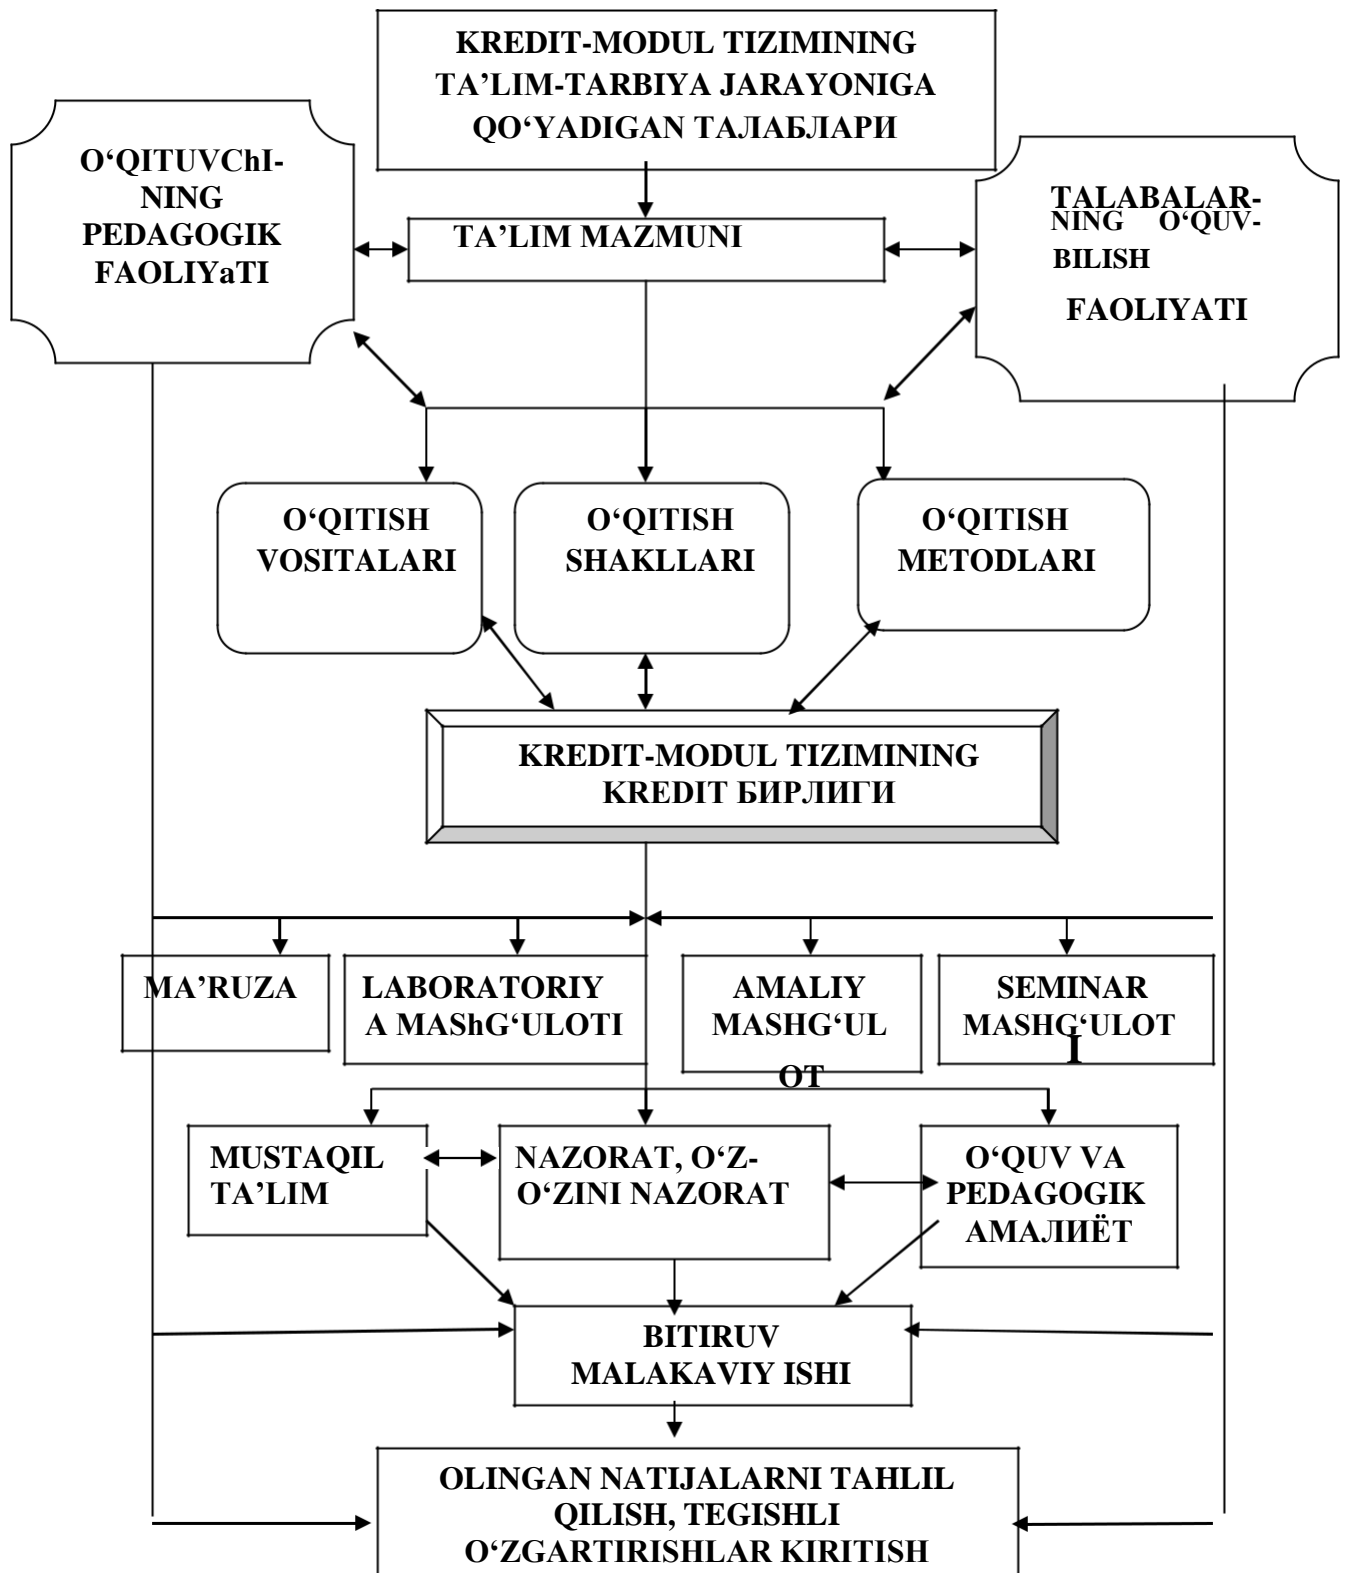 KREDIT-MODUL TIZIMINING
TA’LIM-TARBIYA JARAYONIGA
QO‘YADIGAN ТАЛАБЛАРИ
O‘QITUVChI-
NING
PEDAGOGIK
FAOLIYaTI
TA’LIM MAZMUNI
TALABALAR-
NING O‘QUV-
BILISH
FAOLIYATI
O‘QITISH
VOSITALARI
O‘QITISH
SHAKLLARI
O‘QITISH
METODLARI
KREDIT-MODUL TIZIMINING
KREDIT БИРЛИГИ
MA’RUZA
LABORATORIY
A MAShG‘ULOTI
AMALIY
MASHG‘UL
OT
SEMINAR
MASHG‘ULOT
I
MUSTAQIL
TA’LIM
NAZORAT, O‘Z-
O‘ZINI NAZORAT
O‘QUV VA
PEDAGOGIK
АМАЛИЁТ
BITIRUV
MALAKAVIY ISHI
OLINGAN NATIJALARNI TAHLIL
QILISH, TEGISHLI
O‘ZGARTIRISHLAR KIRITISH